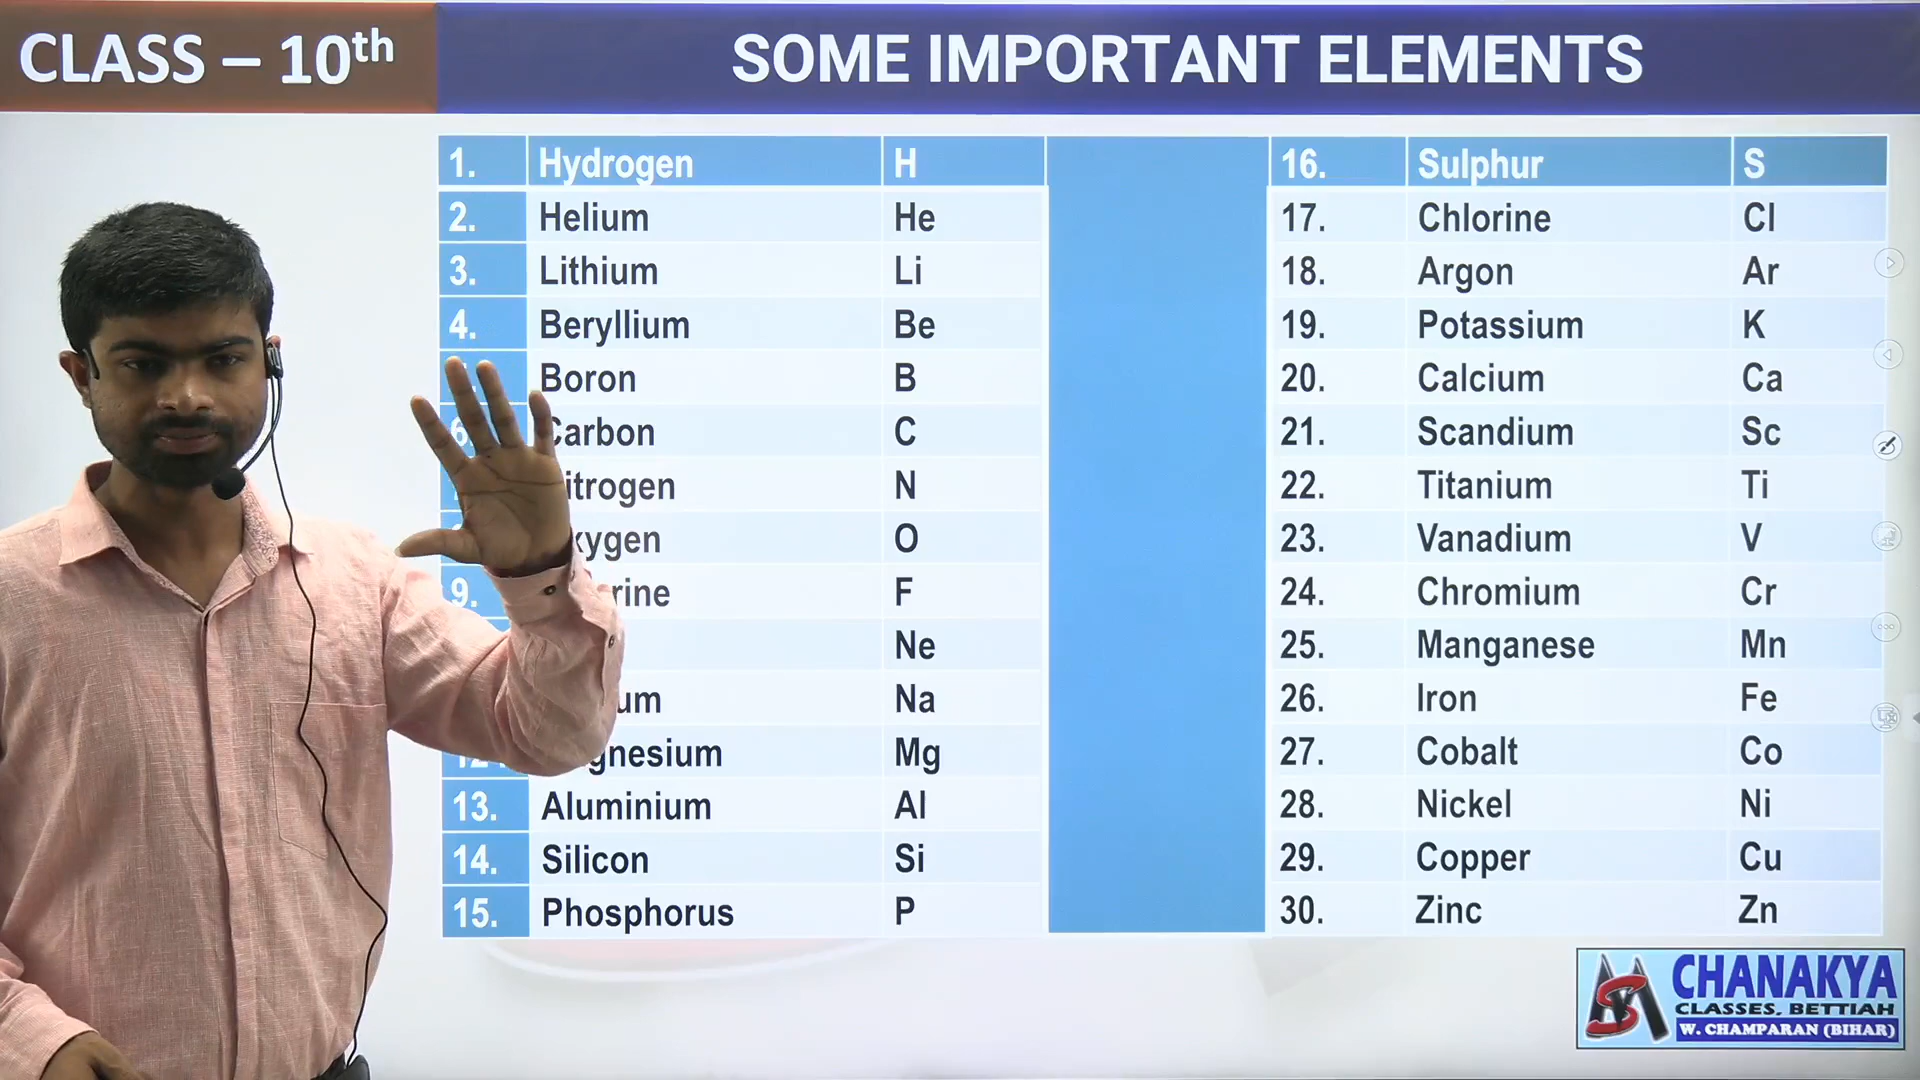 CLASS – 10th
SOME IMPORTANT ELEMENTS
1. Hydrogen H
2. Helium He
3. Lithium Li
4. Beryllium Be
Boron B
6. Carbon C
itrogen N
xygen O
9. rine F
Ne
um Na
12. gnesium Mg
13. Aluminium Al
14. Silicon Si
15. Phosphorus P
16. Sulphur S
17. Chlorine Cl
18. Argon Ar
19. Potassium K
20. Calcium Ca
21. Scandium Sc
22. Titanium Ti
23. Vanadium V
24. Chromium Cr
25. Manganese Mn
26. Iron Fe
27. Cobalt Co
28. Nickel Ni
29. Copper Cu
30. Zinc Zn
CHANAKYA
CLASSES, BETTIAH
W. CHAMPARAN (BIHAR)